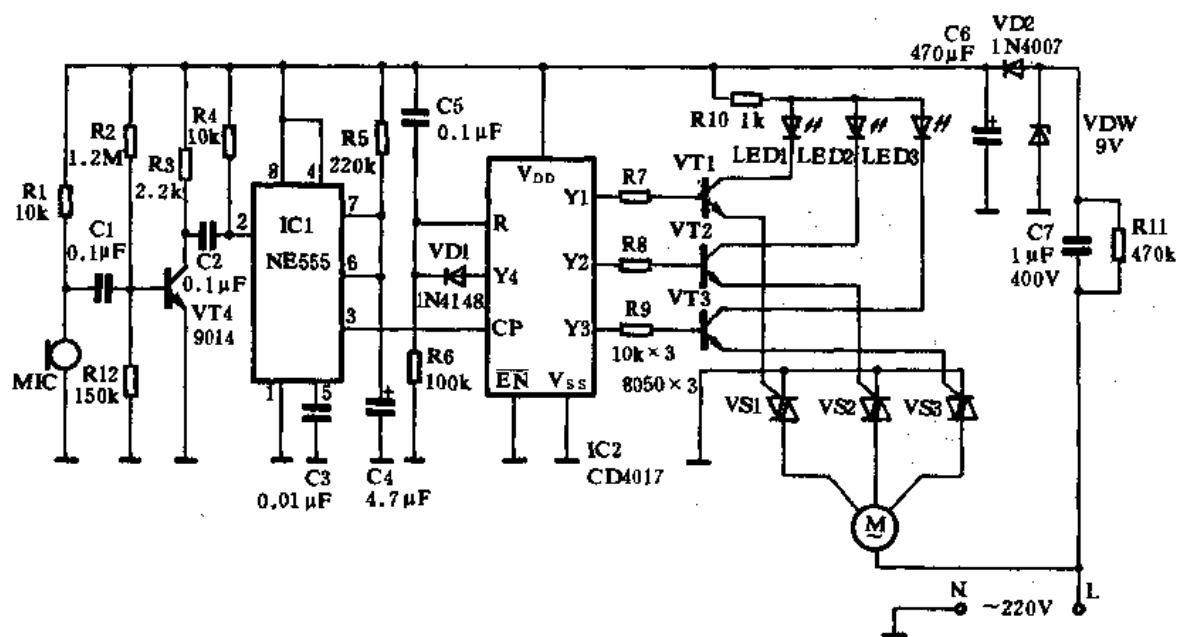 C6
470μF
VD2
1N4007
R2
1.2M
R4
10k
R3
2.2k
R5
220k
C5
0.1μF
R10 1k
LED1 LED2 LED3
VDW
9V
R1
10k
C1
0.1μF
C2
0.1μF
2
8
4
IC1
NE555
7
6
3
1
5
VT4
9014
MIC
R12
150k
C3
0.01μF
C4
4.7μF
VD1
1N4148
R6
100k
VDD
R
Y4
CP
EN
VSS
Y1
Y2
Y3
IC2
CD4017
R7
R8
R9
10k×3
VT1
VT2
VT3
8050×3
VS1
VS2
VS3
C7
1μF
400V
R11
470k
M
~
N
~220V
L